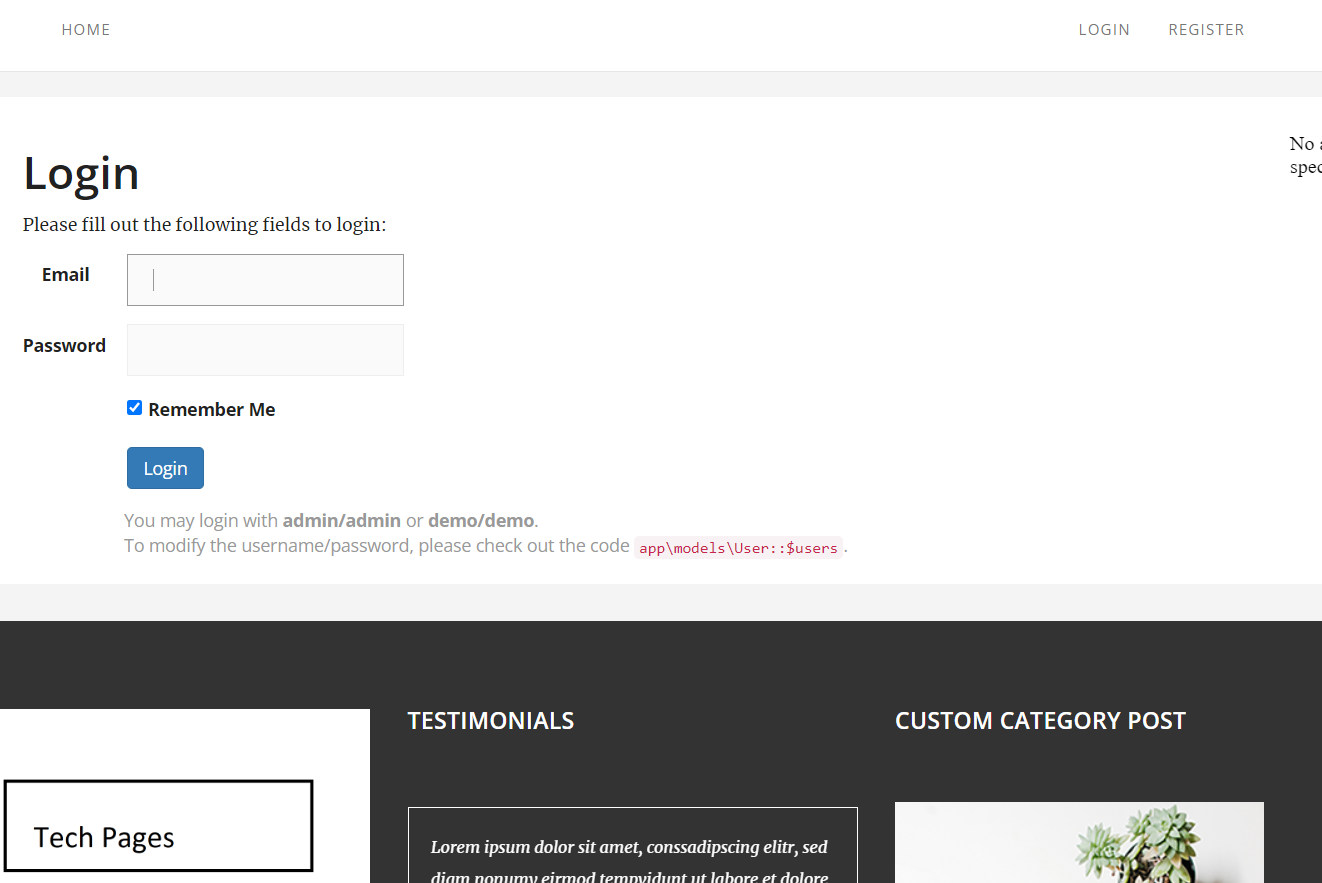 HOME
LOGIN
REGISTER
No
spec
Login
Please fill out the following fields to login:
Email
Password
Remember Me
Login
You may login with admin/admin or demo/demo.
To modify the username/password, please check out the code app\models\User::$users.
Tech Pages
TESTIMONIALS
Lorem ipsum dolor sit amet, conssadipscing elitr, sed
diam nonumy eirmod tempvidunt ut labore et dolore
CUSTOM CATEGORY POST